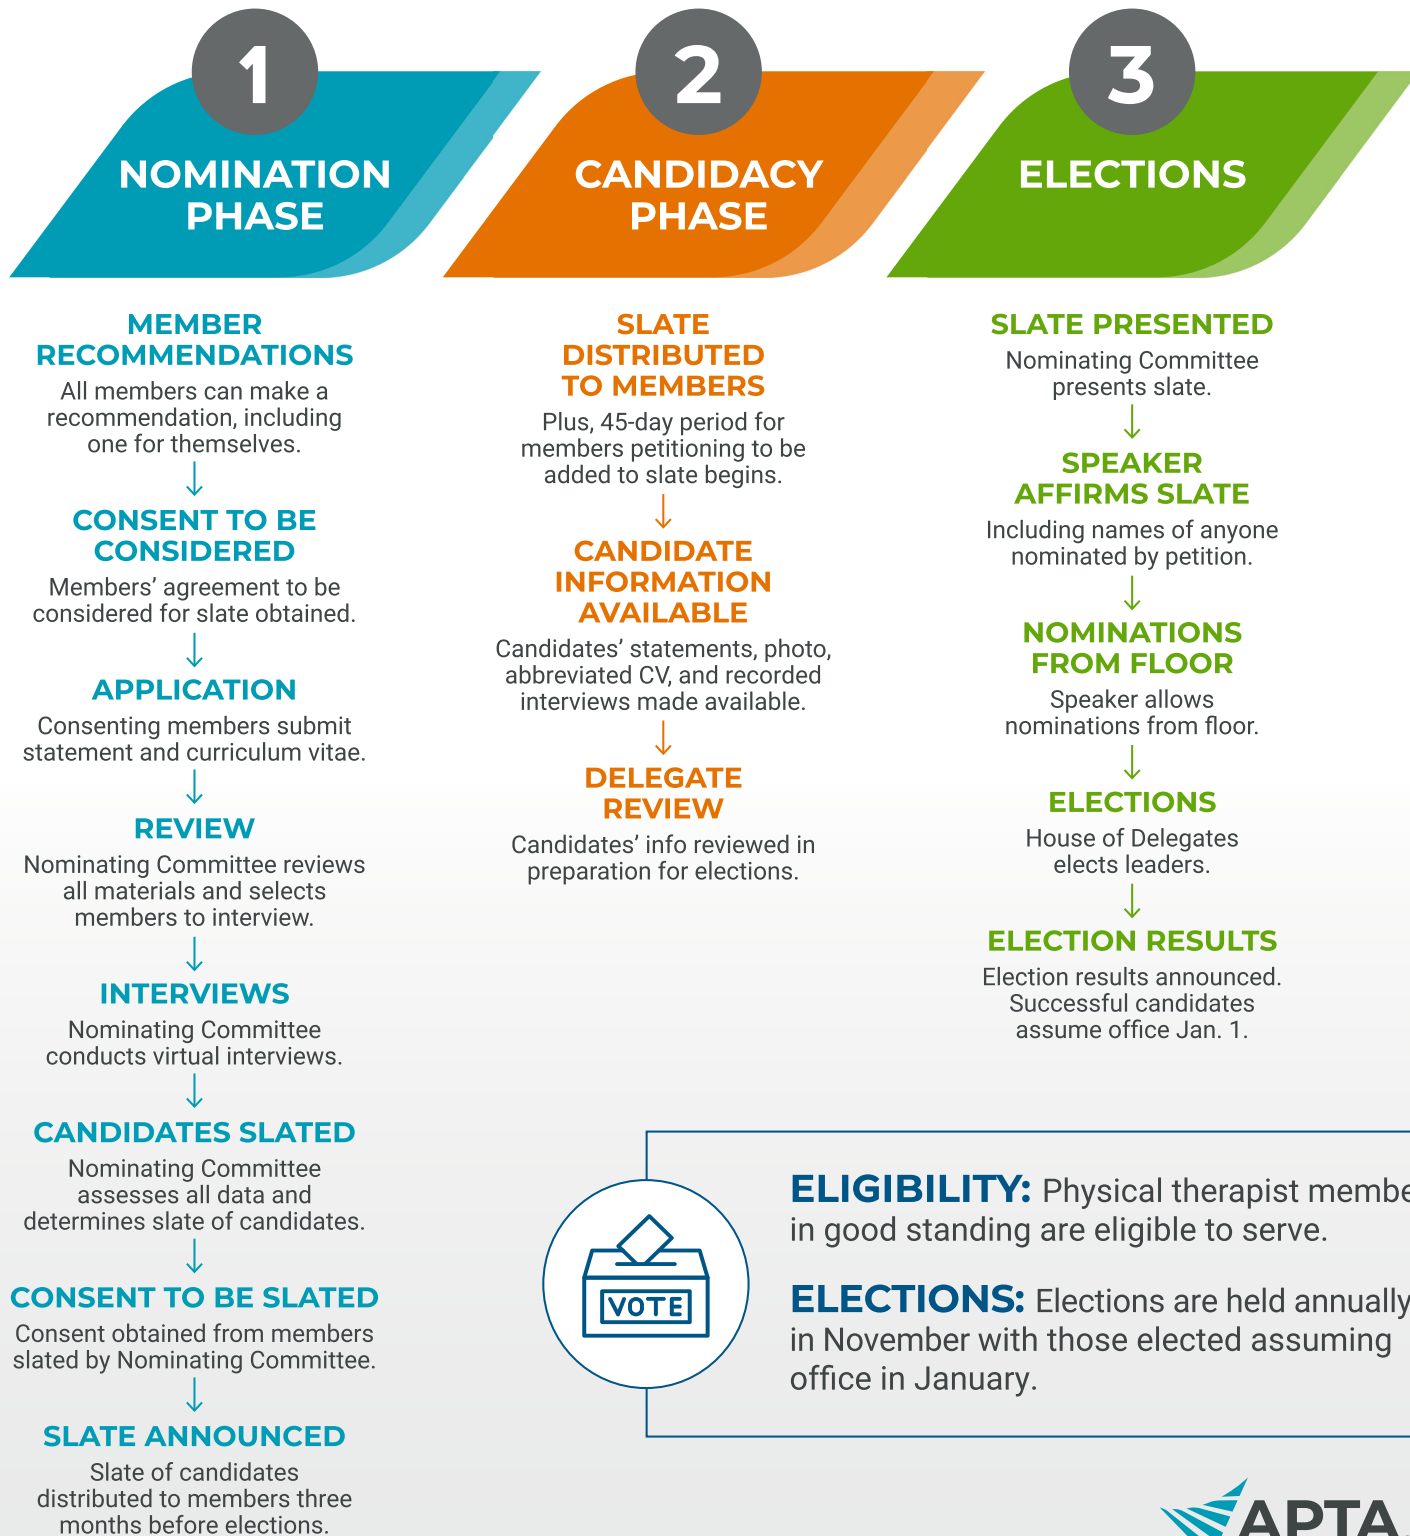 1
NOMINATION
PHASE
MEMBER
RECOMMENDATIONS
All members can make a
recommendation, including
one for themselves.
CONSENT TO BE
CONSIDERED
Members’ agreement to be
considered for slate obtained.
APPLICATION
Consenting members submit
statement and curriculum vitae.
REVIEW
Nominating Committee reviews
all materials and selects
members to interview.
INTERVIEWS
Nominating Committee
conducts virtual interviews.
CANDIDATES SLATED
Nominating Committee
assesses all data and
determines slate of candidates.
CONSENT TO BE SLATED
Consent obtained from members
slated by Nominating Committee.
SLATE ANNOUNCED
Slate of candidates
distributed to members three
months before elections.
2
CANDIDACY
PHASE
SLATE
DISTRIBUTED
TO MEMBERS
Plus, 45-day period for
members petitioning to be
added to slate begins.
CANDIDATE
INFORMATION
AVAILABLE
Candidates’ statements, photo,
abbreviated CV, and recorded
interviews made available.
DELEGATE
REVIEW
Candidates’ info reviewed in
preparation for elections.
3
ELECTIONS
SLATE PRESENTED
Nominating Committee
presents slate.
SPEAKER
AFFIRMS SLATE
Including names of anyone
nominated by petition.
NOMINATIONS
FROM FLOOR
Speaker allows
nominations from floor.
ELECTIONS
House of Delegates
elects leaders.
ELECTION RESULTS
Election results announced.
Successful candidates
assume office Jan. 1.
VOTE
ELIGIBILITY: Physical therapist
in good standing are eligible to serve.
ELECTIONS: Elections are held annually
in November with those elected assuming
office in January.
APTA